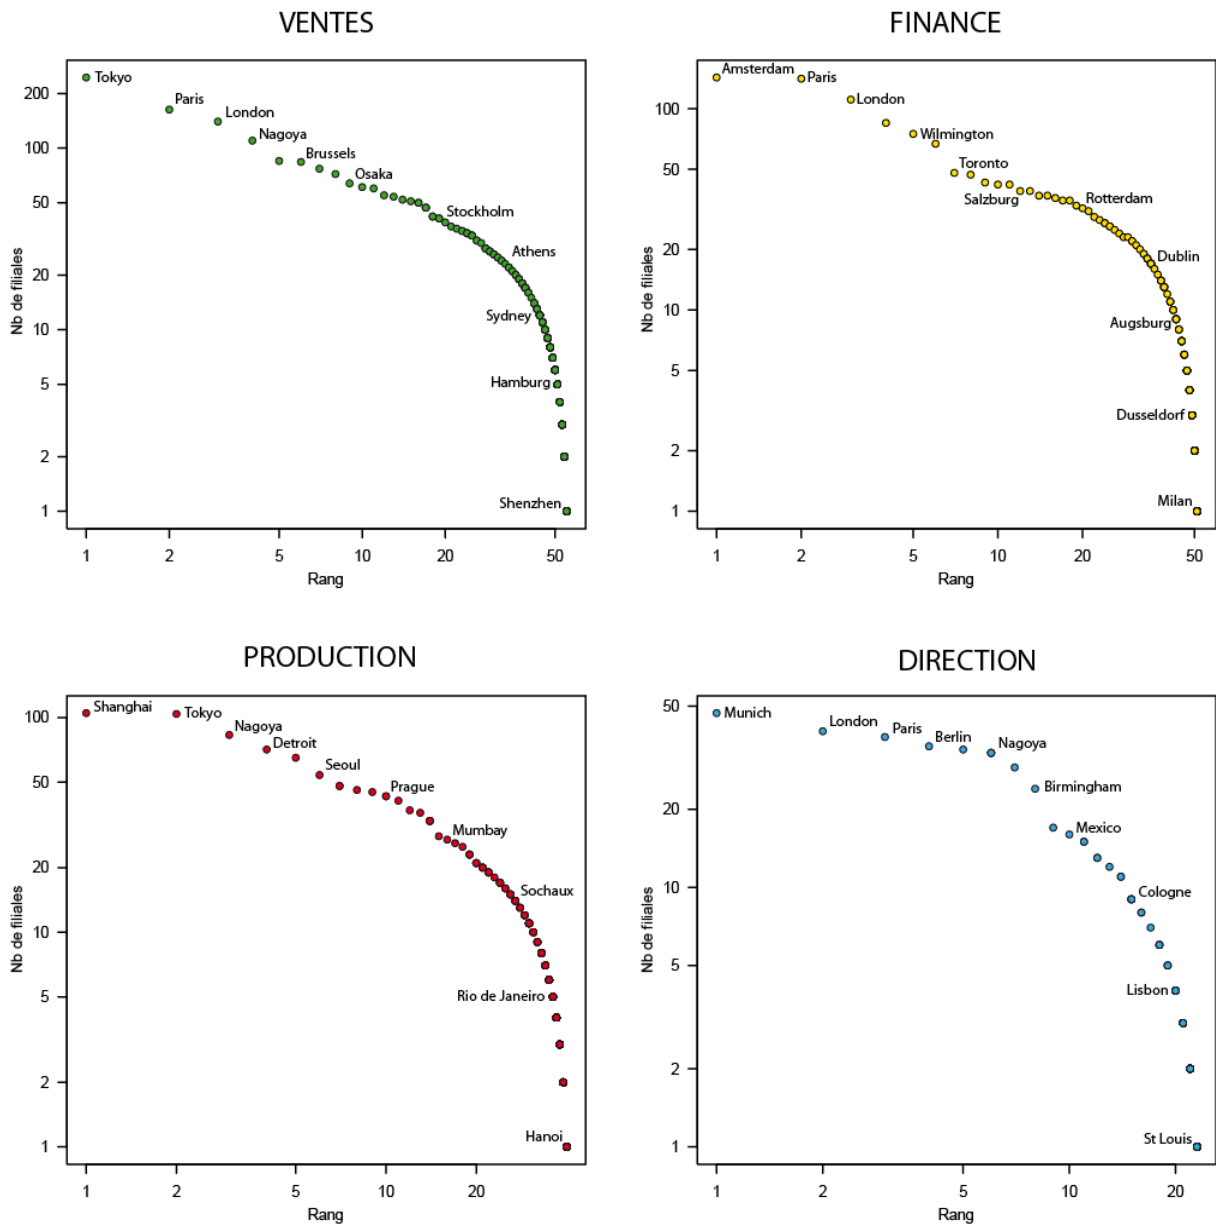 VENTES
Nb de filiales
200
100
50
20
10
5
2
1
Tokyo
Paris
London
Nagoya
Brussels
Osaka
Stockholm
Athens
Sydney
Hamburg
Shenzhen
1 2 5 10 20 50
Rang
FINANCE
Nb de filiales
100
50
20
10
5
2
1
Amsterdam
Paris
London
Wilmington
Toronto
Salzburg
Rotterdam
Dublin
Augsburg
Dusseldorf
Milan
1 2 5 10 20 50
Rang
PRODUCTION
Nb de filiales
100
50
20
10
5
2
1
Shanghai
Tokyo
Nagoya
Detroit
Seoul
Prague
Mumbay
Sochaux
Rio de Janeiro
Hanoi
1 2 5 10 20
Rang
DIRECTION
Nb de filiales
50
20
10
5
2
1
Munich
London
Paris
Berlin
Nagoya
Birmingham
Mexico
Cologne
Lisbon
St Louis
1 2 5 10 20
Rang